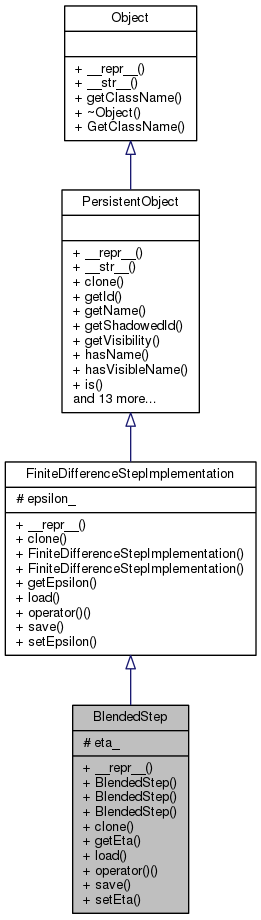 Object
+ __repr__()
+ __str__()
+ getClassName()
+ ~Object()
+ GetClassName()
PersistentObject
+ __repr__()
+ __str__()
+ clone()
+ getId()
+ getName()
+ getShadowedId()
+ getVisibility()
+ hasName()
+ hasVisibleName()
+ is()
and 13 more...
FiniteDifferenceStepImplementation
# epsilon_
+ __repr__()
+ clone()
+ FiniteDifferenceStepImplementation()
+ FiniteDifferenceStepImplementation()
+ getEpsilon()
+ load()
+ operator()()
+ save()
+ setEpsilon()
BlendedStep
# eta_
+ __repr__()
+ BlendedStep()
+ BlendedStep()
+ BlendedStep()
+ clone()
+ getEta()
+ load()
+ operator()()
+ save()
+ setEta()